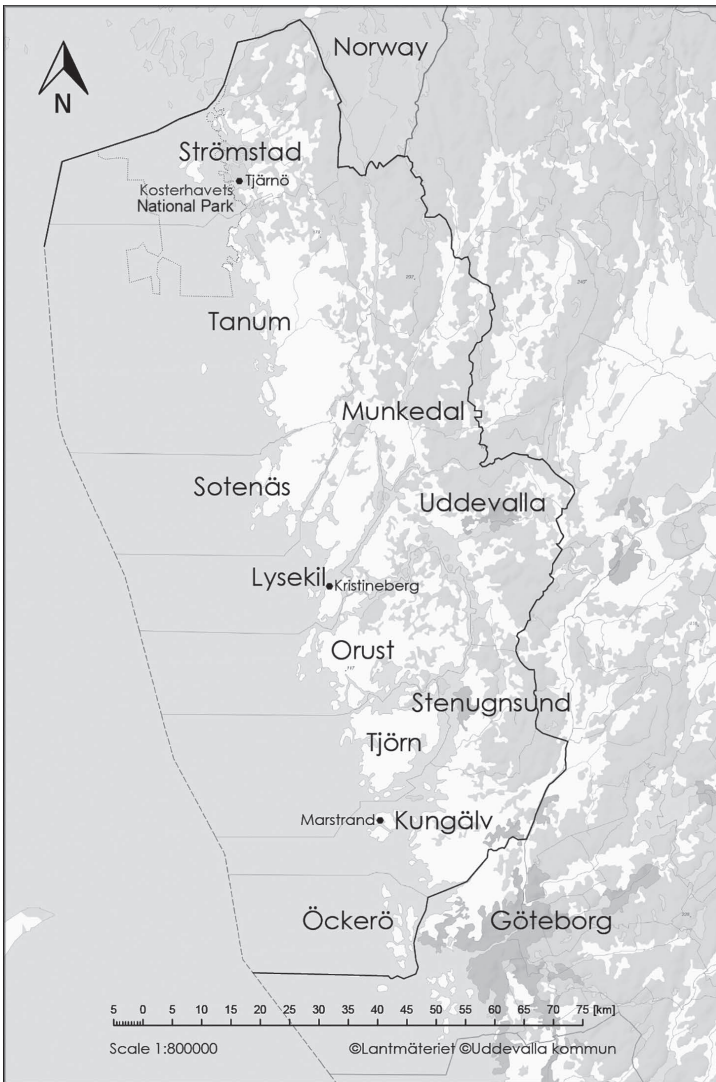 Norway
N
Strömstad
Tjärnö
Kosterhavets
National Park
Tanum
Munkedal
Sotenäs
Uddevalla
Lysekil
Kristineberg
Orust
Stenugnsund
Tjörn
Marstrand
Kungälv
Öckerö
Göteborg
5 0 5 10 15 20 25 30 35 40 45 50 55 60 65 70 75 [km]
Scale 1:800000
©Lantmäteriet ©Uddevalla kommun